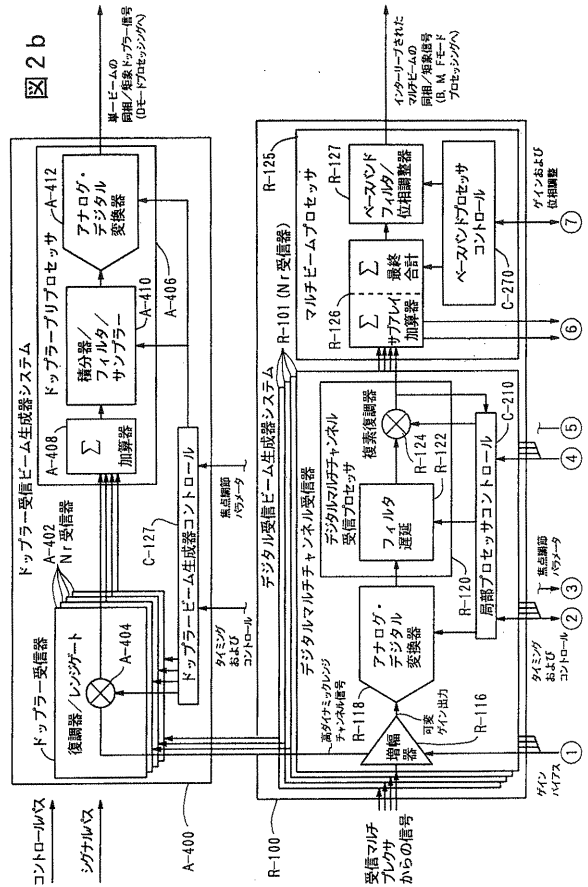 図2b
コントロールバス
シグナルバス
A-400
ドップラー受信ビーム生成器システム
A-402
Nr受信器
ドップラー受信器
復調器/レンジゲート
A-404
ドップラープリプロセッサ
A-408
Σ
加算器
積分器/
フィルタ/
サンプラー
A-410
アナログ・
デジタル
変換器
A-412
A-406
単一ビームの
同相/矩象ドップラー信号
(Dモードプロセッシングへ)
C-127
ドップラービーム生成器コントロール
タイミング
および
コントロール
焦点調節
パラメータ
R-100
デジタル受信ビーム生成器システム
R-101(Nr受信器)
デジタルマルチチャンネル受信器
受信マルチ
プレクサ
からの信号
増幅
器
R-116
高ダイナミックレンジ
チャンネル信号
可変
ゲイン出力
R-118
アナログ・
デジタル
変換器
デジタルマルチチャンネル
受信プロセッサ
フィルタ
遅延
R-122
複素復調器
R-124
R-120
局部プロセッサコントロール
C-210
R-125
マルチビームプロセッサ
R-126
Σ
サブアレイ
加算器
Σ
最終
合計
ベースバンド
フィルタ/
位相調整器
R-127
ベースバンドプロセッサ
コントロール
C-270
インターリーブされた
マルチビームの
同相/矩象信号
(B, M, Fモード
プロセッシングへ)
ゲイン
バイアス
①
タイミング
および
コントロール
②
③
焦点調節
パラメータ
④
⑤
⑥
ゲインおよび
位相調整
⑦